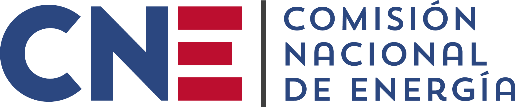 CNE
COMISIÓN
NACIONAL
DE ENERGÍA